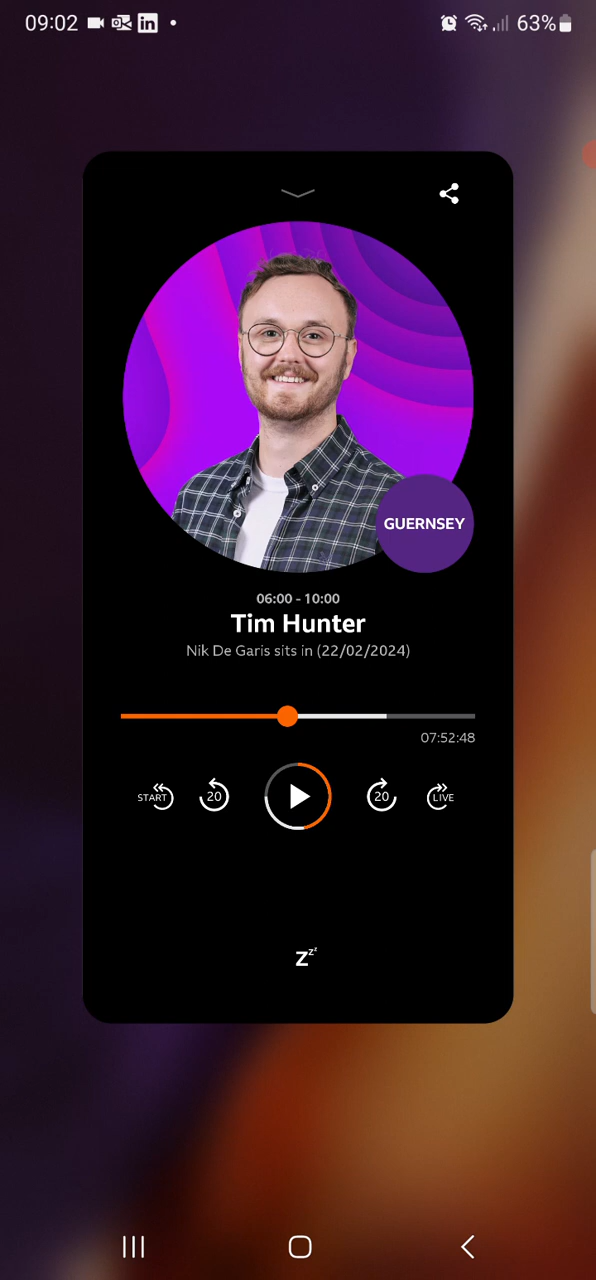 09:02
63%
GUERNSEY
06:00 - 10:00
Tim Hunter
Nik De Garis sits in (22/02/2024)
07:52:48
START 20 20 LIVE
Zzz